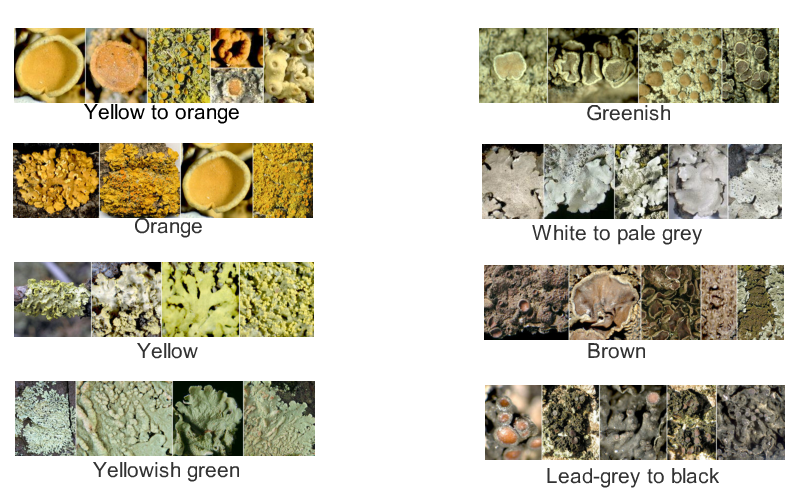 Yellow to orange
Greenish
Orange
White to pale grey
Yellow
Brown
Yellowish green
Lead-grey to black